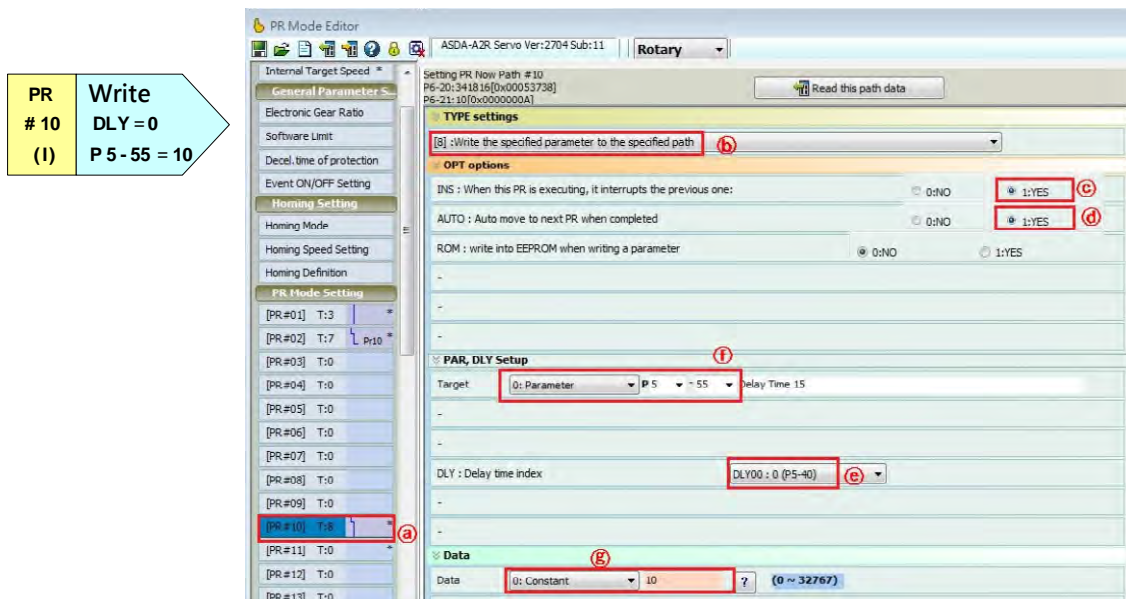 PR
# 10
(I)
Write
DLY = 0
P 5 - 55 = 10
PR Mode Editor
ASDA-A2R Servo Ver:2704 Sub:11
Rotary
Internal Target Speed *
General Parameter S...
Electronic Gear Ratio
Software Limit
Decel.time of protection
Event ON/OFF Setting
Homing Setting
Homing Mode
Homing Speed Setting
Homing Definition
PR Mode Setting
[PR#01] T:3 *
[PR#02] T:7 Pr10 *
[PR#03] T:0
[PR#04] T:0
[PR#05] T:0
[PR#06] T:0
[PR#07] T:0
[PR#08] T:0
[PR#09] T:0
[PR#10] T:8 * ⓐ
[PR#11] T:0 *
[PR#12] T:0
[PR#13] T:0
Setting PR Now Path #10
P6-20:341816[0x00053738]
P6-21:10[0x0000000A]
Read this path data
TYPE settings
[8] :Write the specified parameter to the specified path ⓑ
OPT options
INS : When this PR is executing, it interrupts the previous one: 0:NO 1:YES ⓒ
AUTO : Auto move to next PR when completed 0:NO 1:YES ⓓ
ROM : write into EEPROM when writing a parameter 0:NO 1:YES
-
-
-
PAR, DLY Setup ⓕ
Target 0: Parameter P 5 - 55 Delay Time 15
-
-
DLY : Delay time index DLY00 : 0 (P5-40) ⓔ
-
-
Data ⓖ
Data 0: Constant 10 ? (0 ~ 32767)